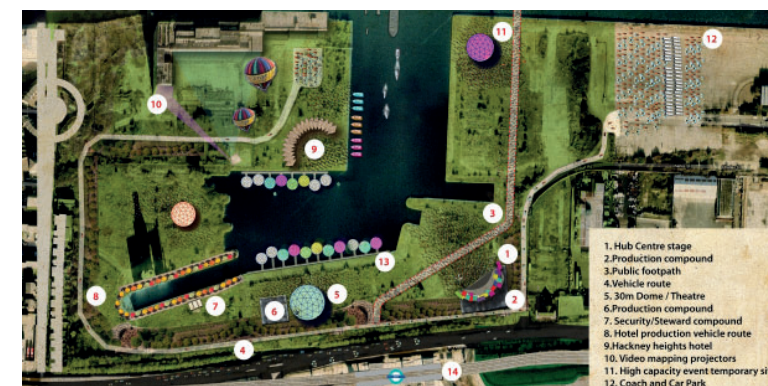 11
12
10
9
3
1
13
5
8
6
2
7
4
14
1. Hub Centre stage
2.Production compound
3.Public footpath
4.Vehicle route
5. 30m Dome / Theatre
6.Production compound
7. Security/Steward compound
8. Hotel production vehicle route
9.Hackney heights hotel
10. Video mapping projectors
11. High capacity event temporary si
12. Coach and Car Park